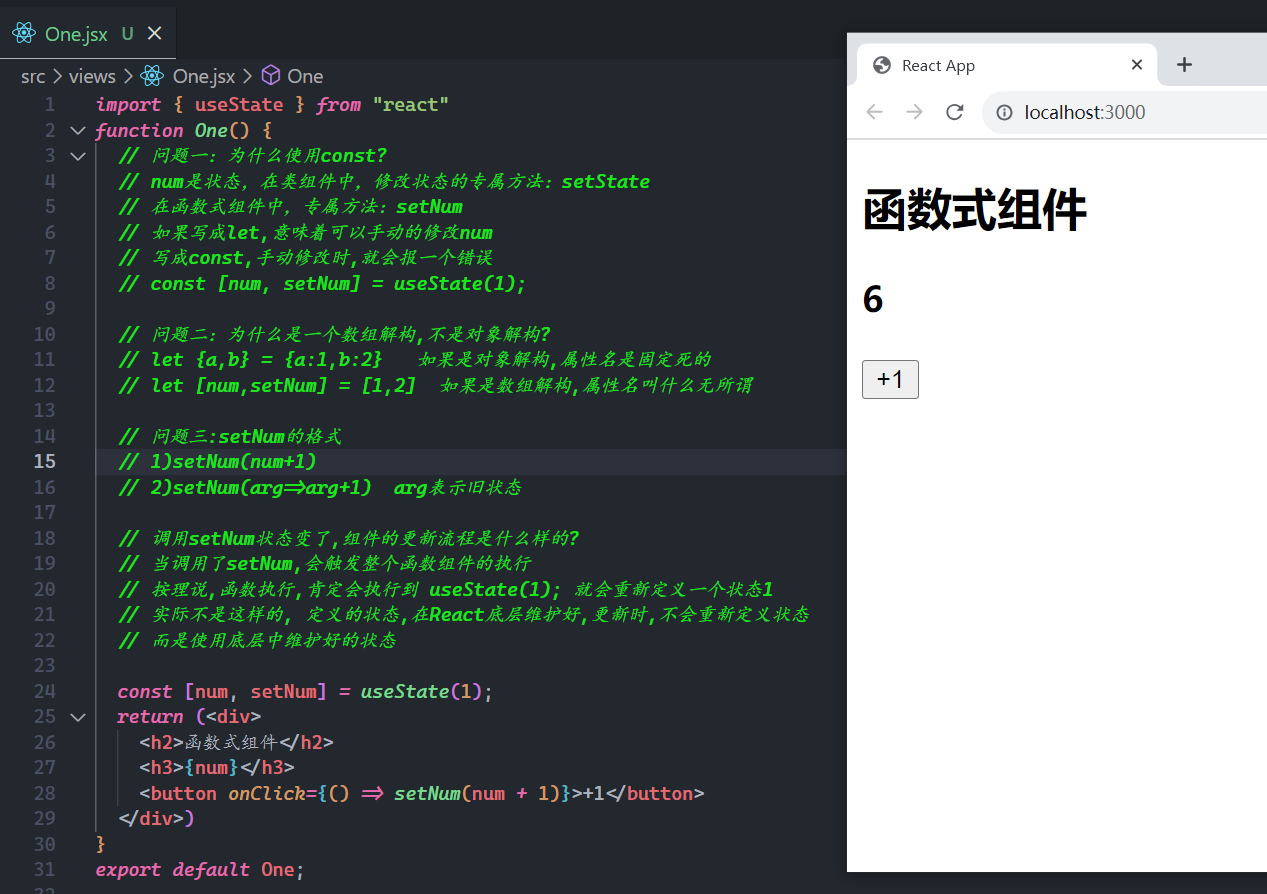 One.jsx U
src > views > One.jsx > One
1 import { useState } from "react"
2 function One() {
3 // 问题一: 为什么使用const?
4 // num是状态, 在类组件中, 修改状态的专属方法: setState
5 // 在函数式组件中, 专属方法: setNum
6 // 如果写成let,意味着可以手动的修改num
7 // 写成const,手动修改时,就会报一个错误
8 // const [num, setNum] = useState(1);
9
10 // 问题二: 为什么是一个数组解构,不是对象解构?
11 // let {a,b} = {a:1,b:2} 如果是对象解构,属性名是固定死的
12 // let [num,setNum] = [1,2] 如果是数组解构,属性名叫什么无所谓
13
14 // 问题三:setNum的格式
15 // 1)setNum(num+1)
16 // 2)setNum(arg=>arg+1) arg表示旧状态
17
18 // 调用setNum状态变了,组件的更新流程是什么样的?
19 // 当调用了setNum,会触发整个函数组件的执行
20 // 按理说,函数执行,肯定会执行到 useState(1); 就会重新定义一个状态1
21 // 实际不是这样的, 定义的状态,在React底层维护好,更新时,不会重新定义状态
22 // 而是使用底层中维护好的状态
23
24 const [num, setNum] = useState(1);
25 return (<div>
26 <h2>函数式组件</h2>
27 <h3>{num}</h3>
28 <button onClick={() => setNum(num + 1)}>+1</button>
29 </div>)
30 }
31 export default One;
32
React App
localhost:3000
函数式组件
6
+1